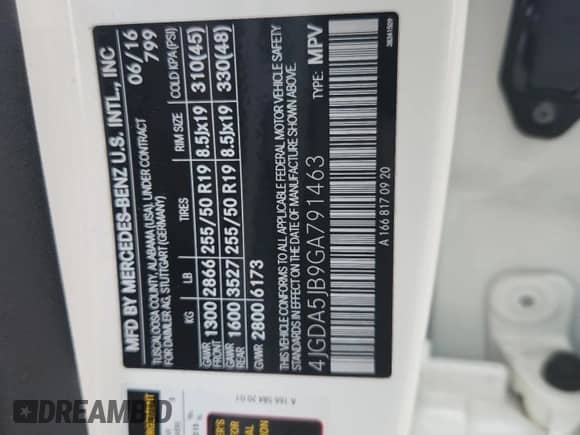 MFD BY MERCEDES-BENZ U.S. INTL., INC
TUSCALOOSA COUNTY, ALABAMA (USA), UNDER CONTRACT
FOR DAIMLER AG, STUTTGART (GERMANY)
06/16
799
KG LB TIRES RIM SIZE COLD KPA(PSI)
GAWR FRONT 1300 2866 255/50 R19 8.5Jx19 310(45)
GAWR REAR 1600 3527 255/50 R19 8.5Jx19 330(48)
GVWR 2800 6173
THIS VEHICLE CONFORMS TO ALL APPLICABLE FEDERAL MOTOR VEHICLE SAFETY
STANDARDS IN EFFECT ON THE DATE OF MANUFACTURE SHOWN ABOVE.
4JGDA5JB9GA791463 TYPE: MPV
A 166 817 09 20
A 166 584 20 01
DREAMBID